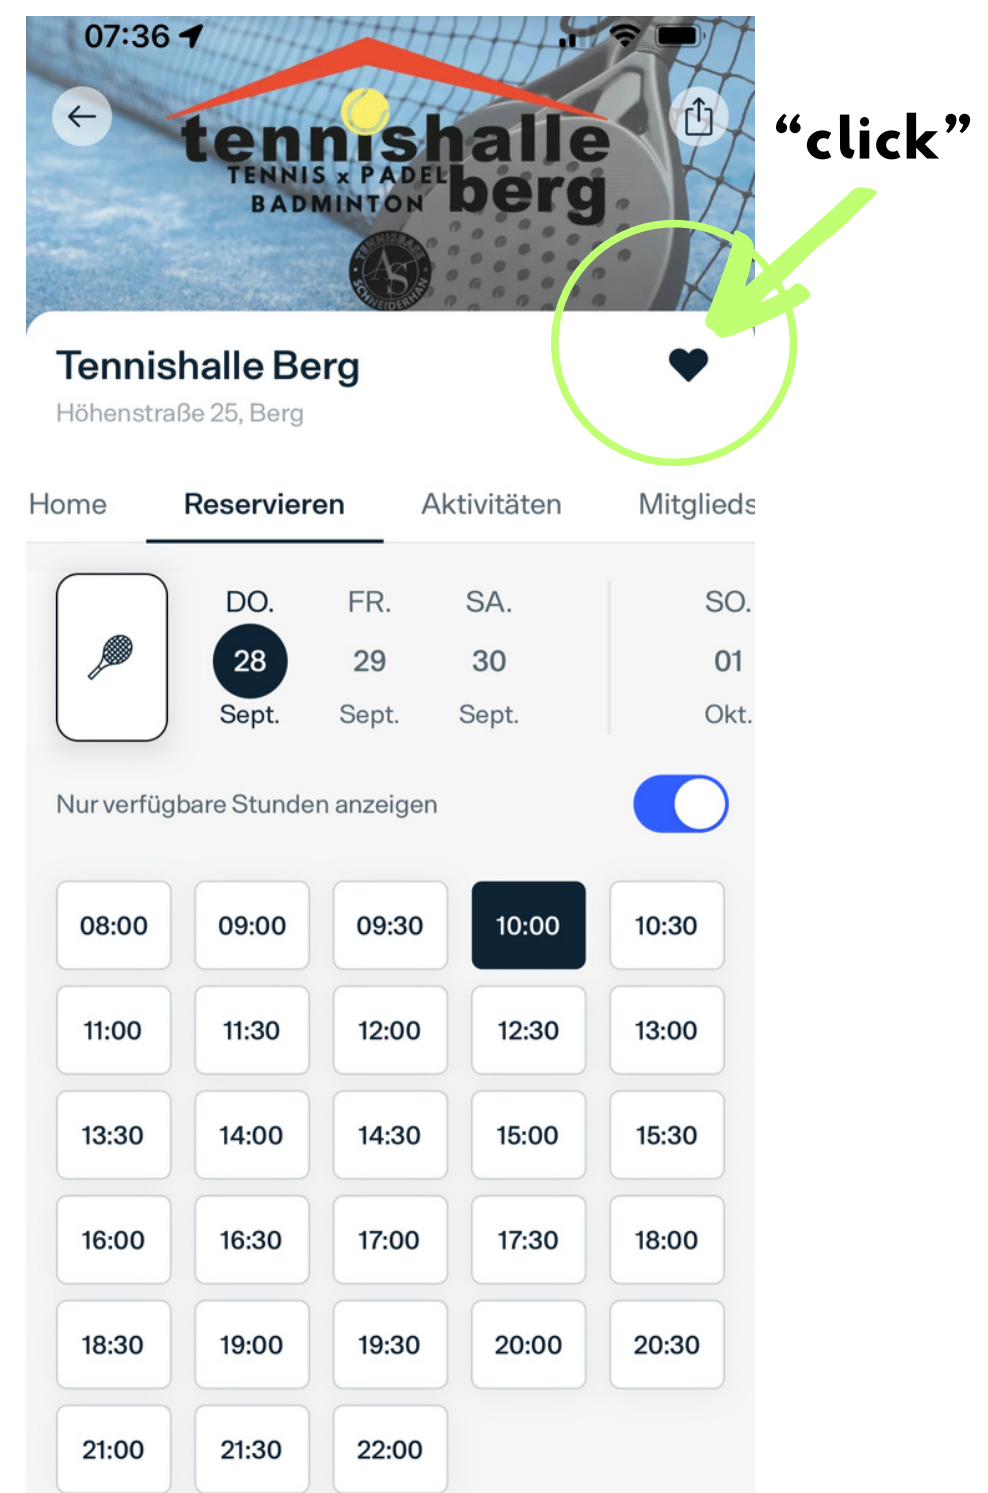 07:36
tennishalle
TENNIS x PADEL
BADMINTON
berg
TENNISBASE
AS
SCHNEIDERHAN
“click”
Tennishalle Berg
Höhenstraße 25, Berg
Home Reservieren Aktivitäten Mitglieds
DO. FR. SA. SO.
28 29 30 01
Sept. Sept. Sept. Okt.
Nur verfügbare Stunden anzeigen
08:00 09:00 09:30 10:00 10:30
11:00 11:30 12:00 12:30 13:00
13:30 14:00 14:30 15:00 15:30
16:00 16:30 17:00 17:30 18:00
18:30 19:00 19:30 20:00 20:30
21:00 21:30 22:00